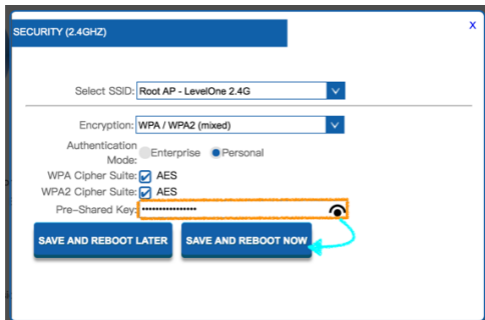 SECURITY (2.4GHZ)
x
Select SSID: Root AP - LevelOne 2.4G
Encryption: WPA / WPA2 (mixed)
Authentication
Mode: Enterprise Personal
WPA Cipher Suite: AES
WPA2 Cipher Suite: AES
Pre-Shared Key: ••••••••••••••••
SAVE AND REBOOT LATER SAVE AND REBOOT NOW